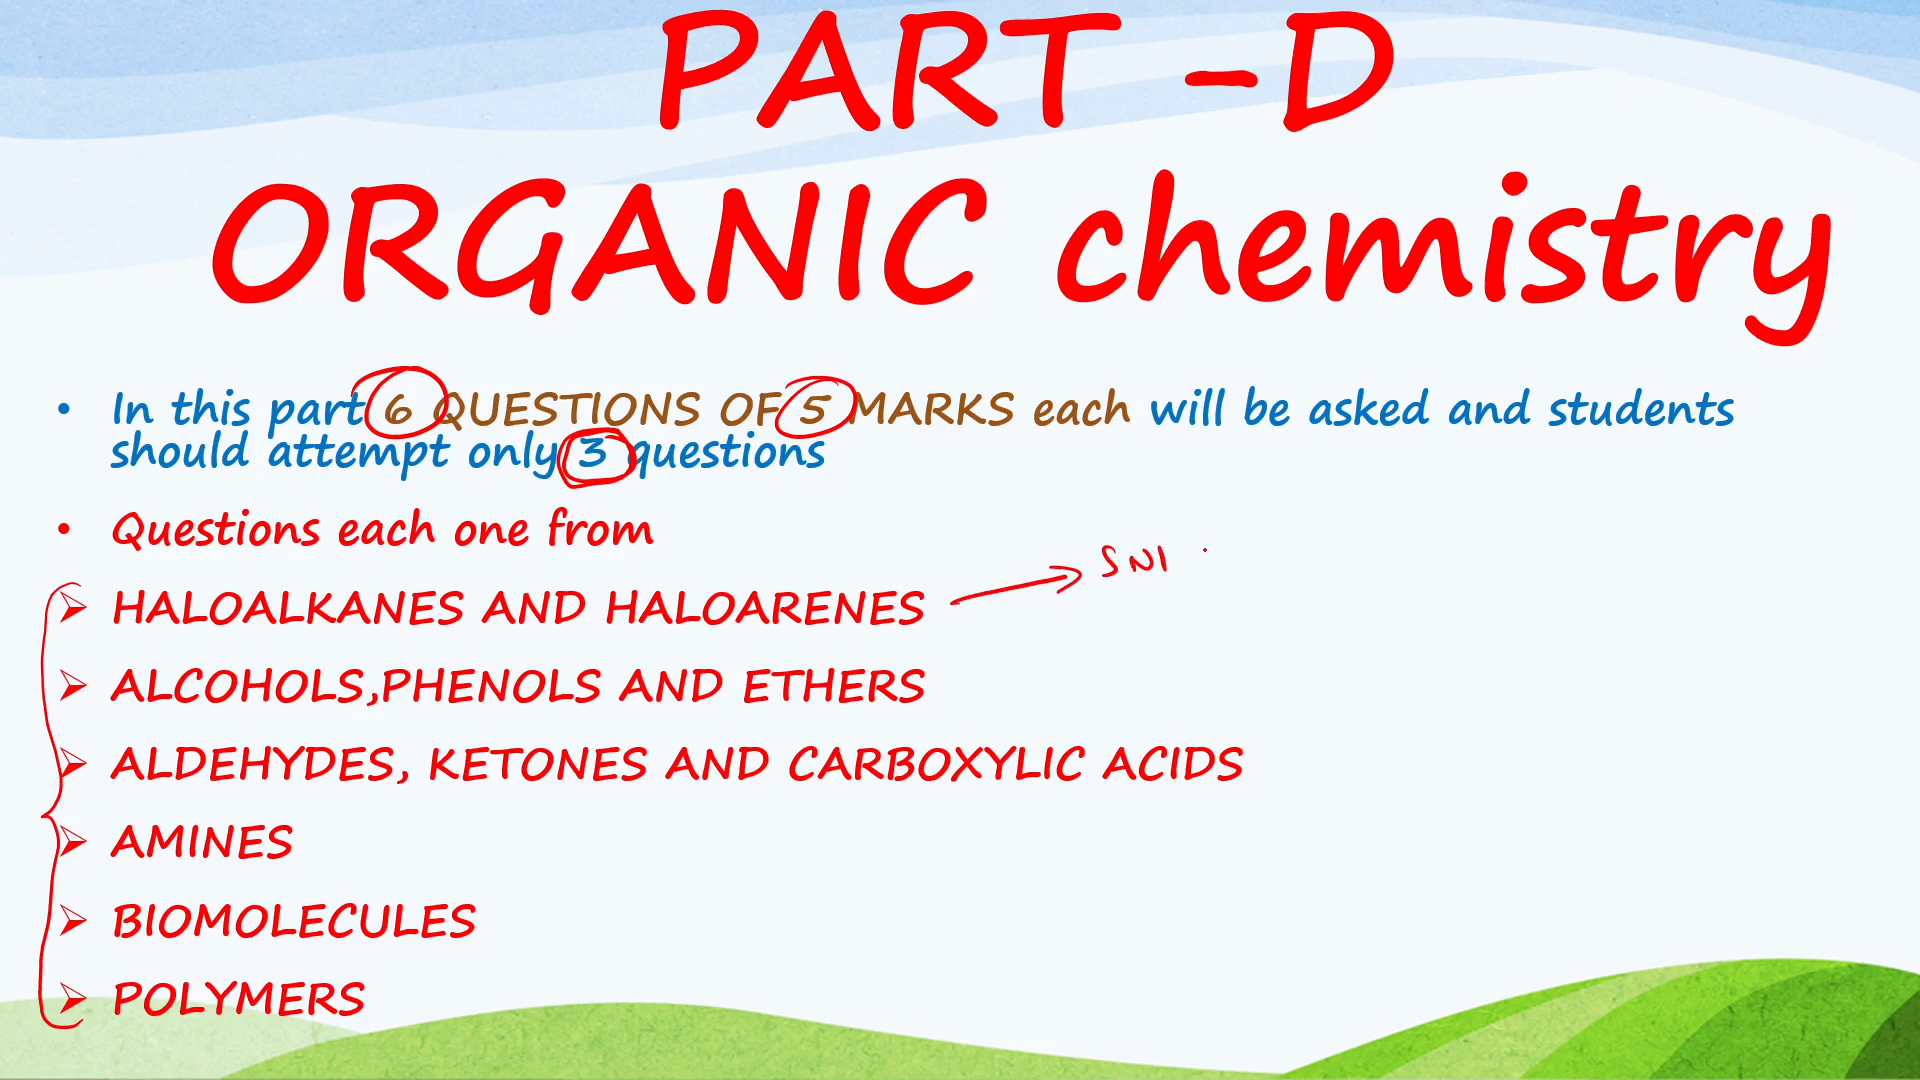 PART -D
ORGANIC chemistry
• In this part 6 QUESTIONS OF 5 MARKS each will be asked and students
should attempt only 3 questions
• Questions each one from
HALOALKANES AND HALOARENES
SN1
ALCOHOLS,PHENOLS AND ETHERS
ALDEHYDES, KETONES AND CARBOXYLIC ACIDS
AMINES
BIOMOLECULES
POLYMERS